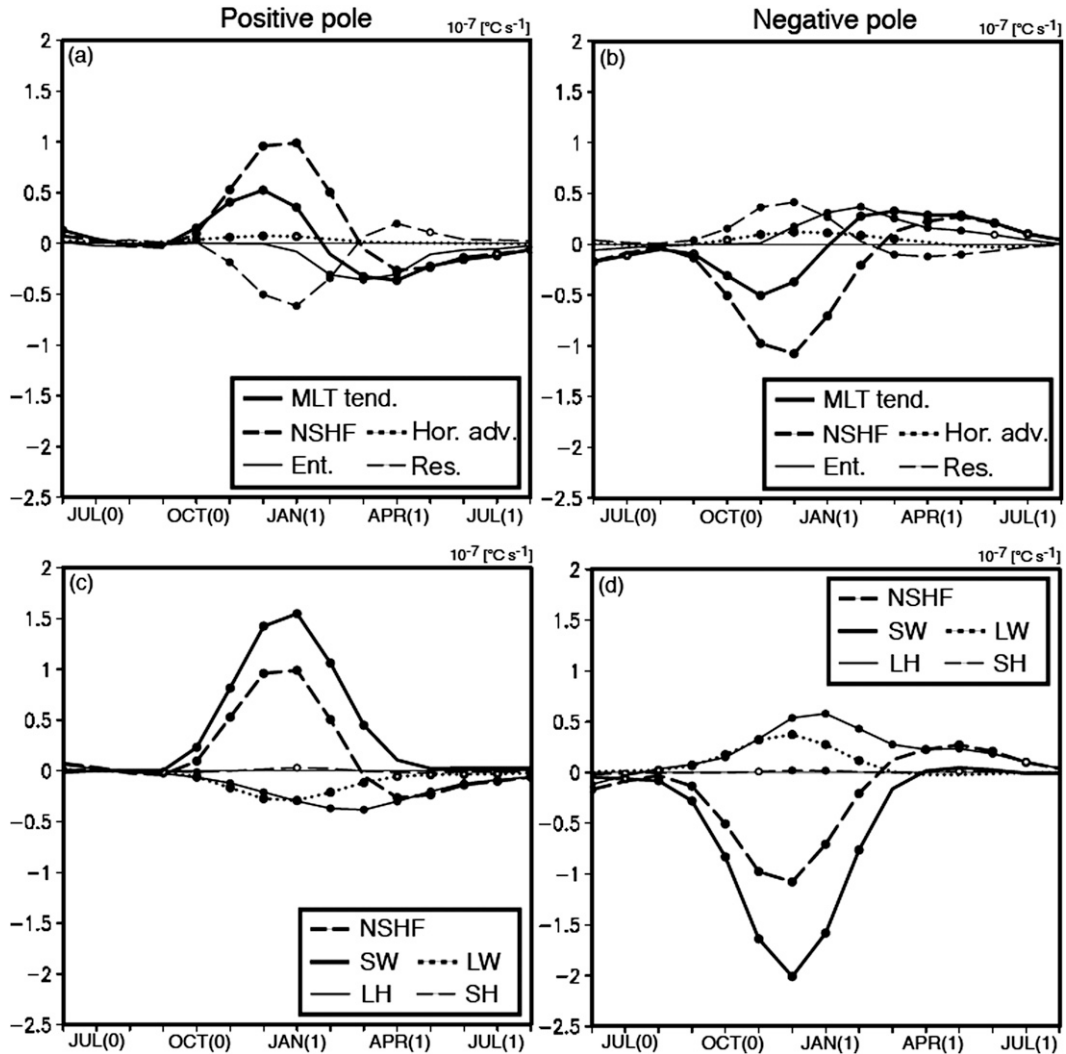 Positive pole
Negative pole
10-7 [°C s-1]
10-7 [°C s-1]
(a)
2
1.5
1
0.5
0
−0.5
−1
−1.5
−2
−2.5
MLT tend.
NSHF
Hor. adv.
Ent.
Res.
JUL(0) OCT(0) JAN(1) APR(1) JUL(1)
(b)
2
1.5
1
0.5
0
−0.5
−1
−1.5
−2
−2.5
MLT tend.
NSHF
Hor. adv.
Ent.
Res.
JUL(0) OCT(0) JAN(1) APR(1) JUL(1)
10-7 [°C s-1]
10-7 [°C s-1]
(c)
2
1.5
1
0.5
0
−0.5
−1
−1.5
−2
−2.5
NSHF
SW
LW
LH
SH
JUL(0) OCT(0) JAN(1) APR(1) JUL(1)
(d)
2
1.5
1
0.5
0
−0.5
−1
−1.5
−2
−2.5
NSHF
SW
LW
LH
SH
JUL(0) OCT(0) JAN(1) APR(1) JUL(1)